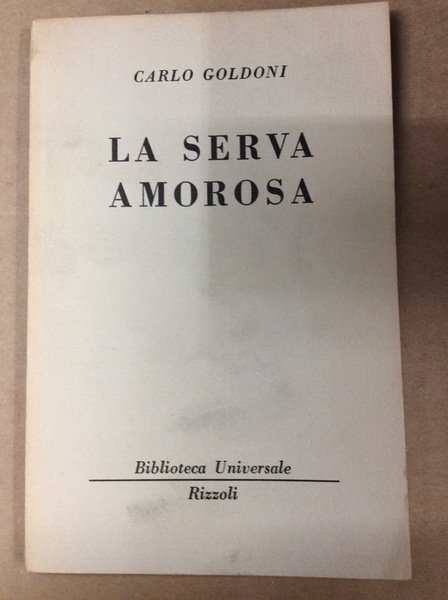 CARLO GOLDONI
LA SERVA
AMOROSA
Biblioteca Universale
Rizzoli